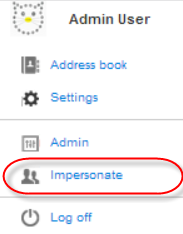 Admin User
Address book
Settings
Admin
Impersonate
Log off